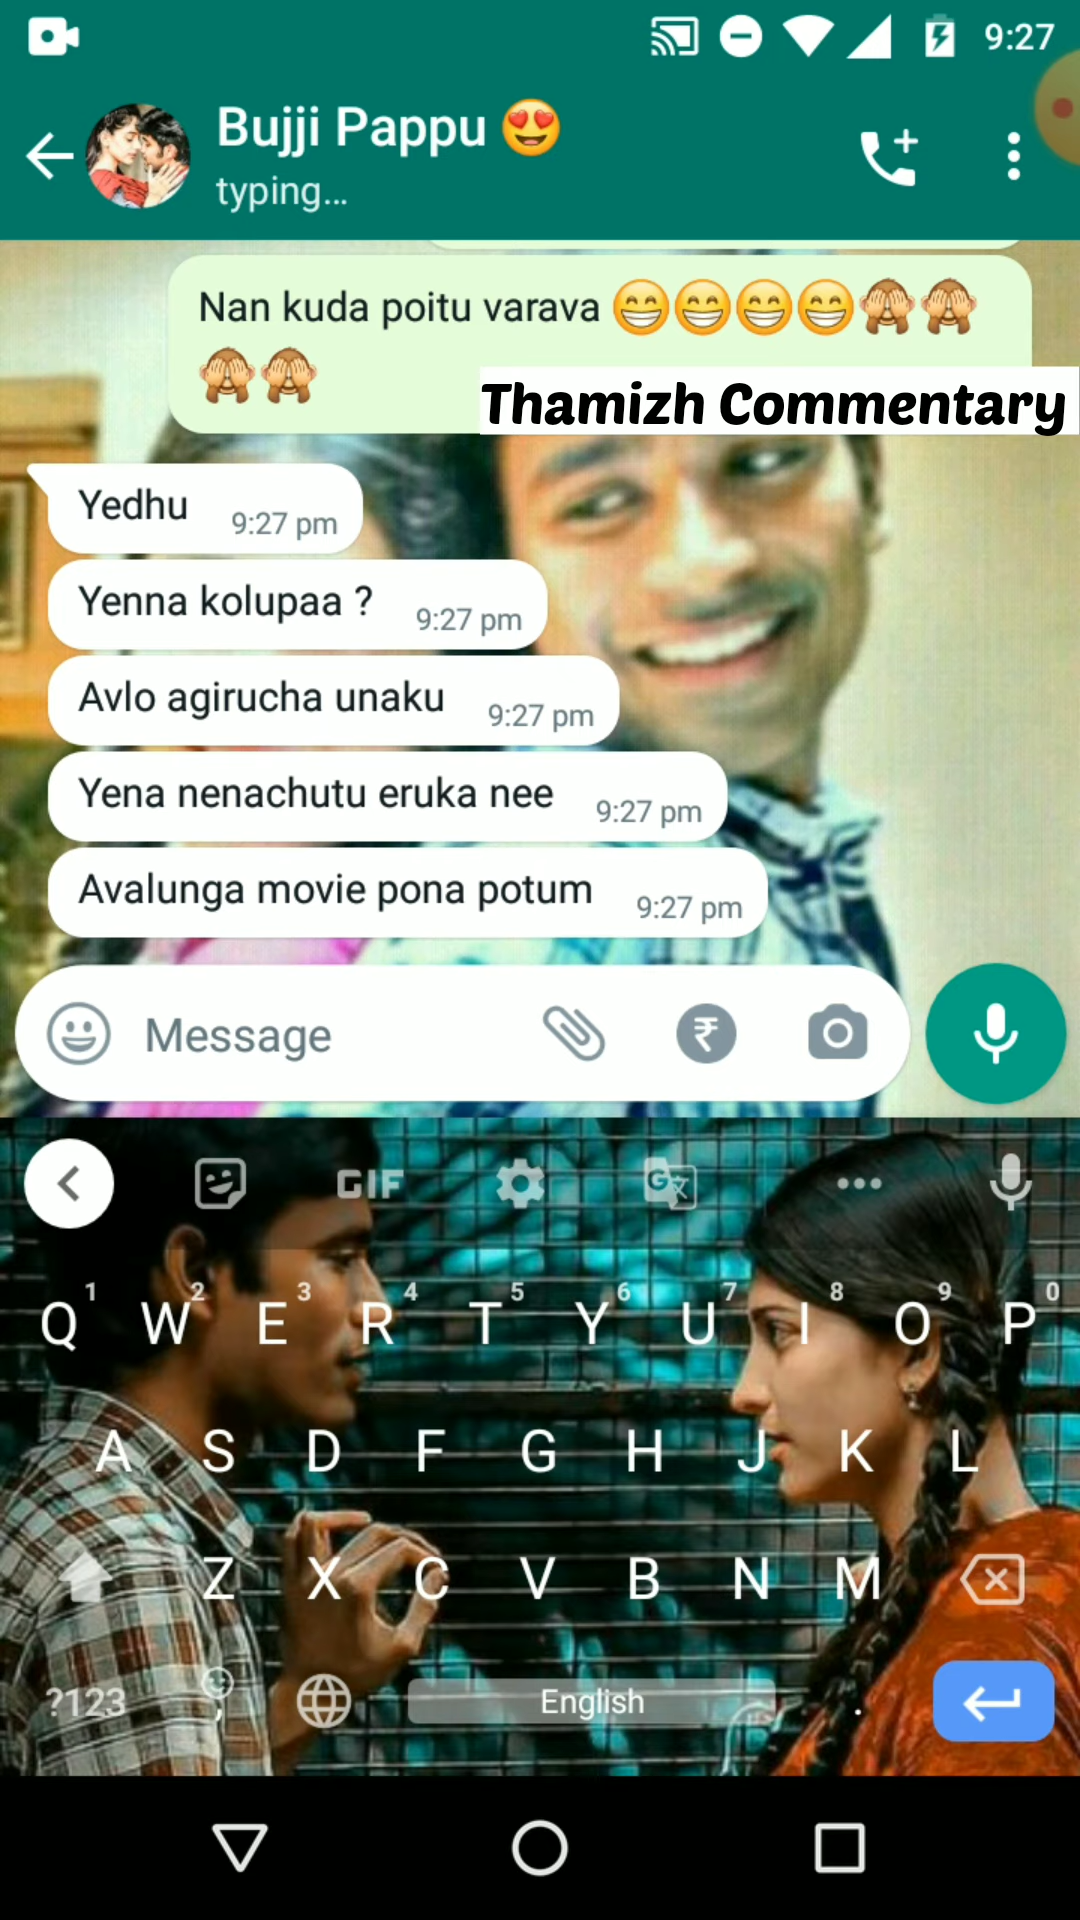 9:27
Bujji Pappu 😍
typing...
Nan kuda poitu varava 😁😁😁😁🙈🙈
🙈🙈
Thamizh Commentary
Yedhu 9:27 pm
Yenna kolupaa ? 9:27 pm
Avlo agirucha unaku 9:27 pm
Yena nenachutu eruka nee 9:27 pm
Avalunga movie pona potum 9:27 pm
Message
GIF
1 2 3 4 5 6 7 8 9 0
Q W E R T Y U I O P
A S D F G H J K L
Z X C V B N M
?123 , English .